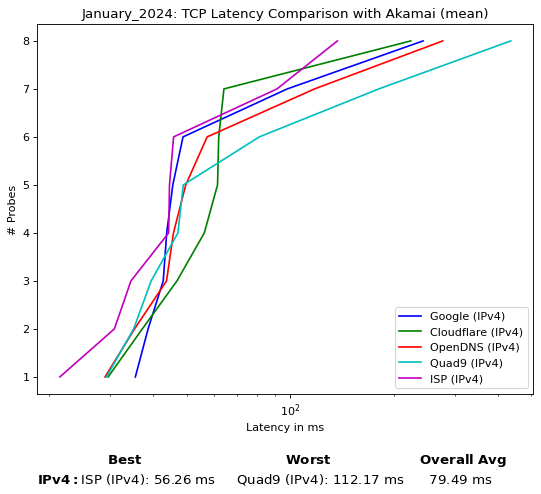 January_2024: TCP Latency Comparison with Akamai (mean)
8
7
6
5
4
3
2
1
# Probes
Google (IPv4)
Cloudflare (IPv4)
OpenDNS (IPv4)
Quad9 (IPv4)
ISP (IPv4)
10²
Latency in ms
Best Worst Overall Avg
IPv4: ISP (IPv4): 56.26 ms Quad9 (IPv4): 112.17 ms 79.49 ms